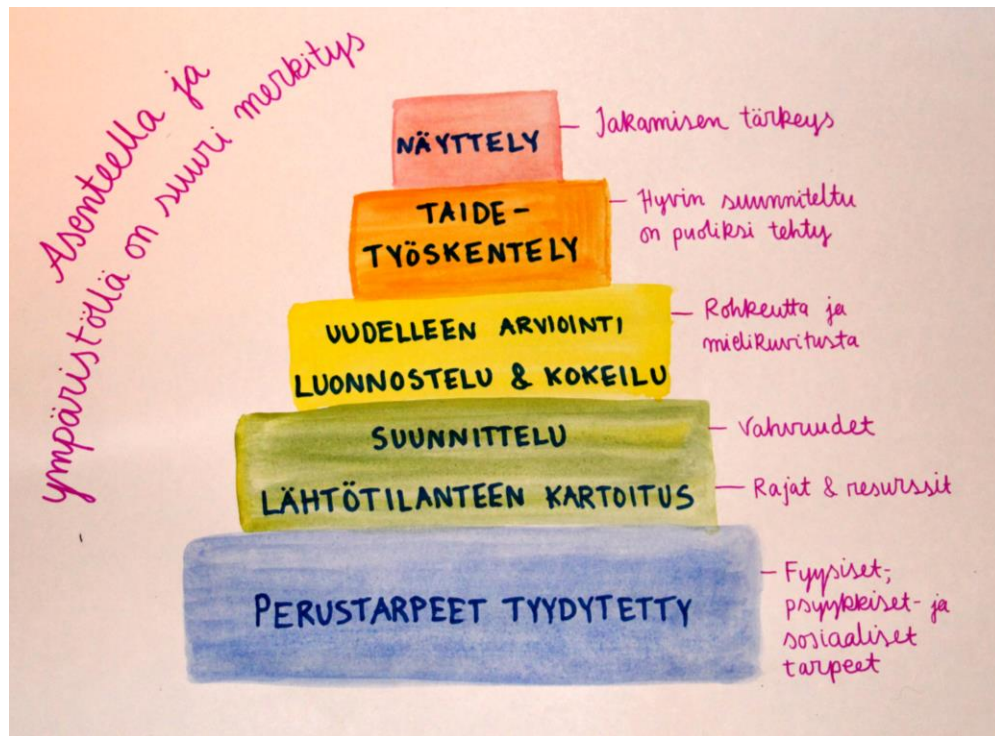 Asenteella ja
ympäristöllä on suuri merkitys
NÄYTTELY
Jakamisen tärkeys
TAIDE-
TYÖSKENTELY
Hyvin suunniteltu
on puoliksi tehty
UUDELLEEN ARVIOINTI
LUONNOSTELU & KOKEILU
Rohkeutta ja
mielikuvitusta
SUUNNITTELU
LÄHTÖTILANTEEN KARTOITUS
Vahvuudet
Rajat & resurssit
PERUSTARPEET TYYDYTETTY
Fyysiset-,
psyykkiset- ja
sosiaaliset
tarpeet